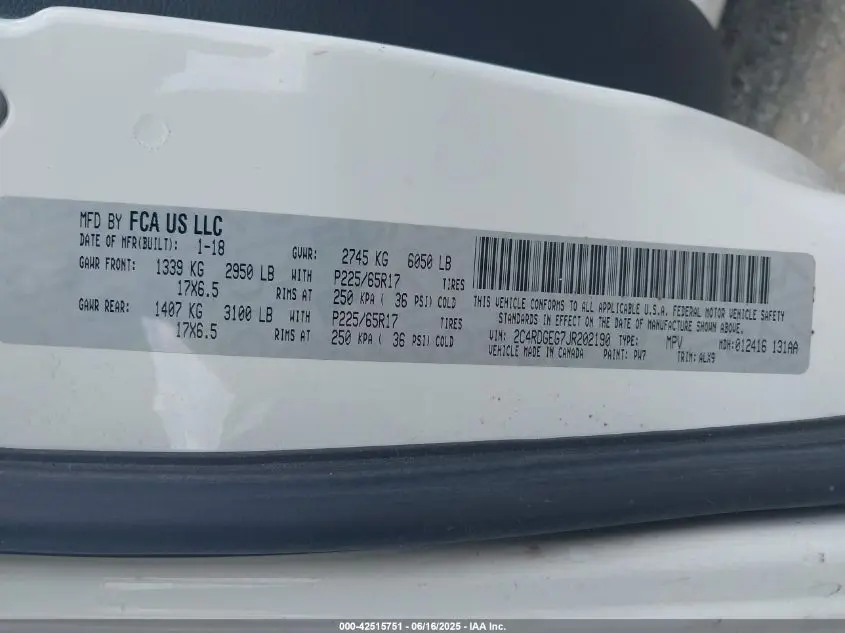 MFD BY FCA US LLC
DATE OF MFR(BUILT): 1-18 GVWR: 2745 KG 6050 LB
GAWR FRONT: 1339 KG 2950 LB WITH P225/65R17 TIRES
17X6.5 RIMS AT 250 KPA ( 36 PSI) COLD
GAWR REAR: 1407 KG 3100 LB WITH P225/65R17 TIRES
17X6.5 RIMS AT 250 KPA ( 36 PSI) COLD
THIS VEHICLE CONFORMS TO ALL APPLICABLE U.S.A. FEDERAL MOTOR VEHICLE SAFETY
STANDARDS IN EFFECT ON THE DATE OF MANUFACTURE SHOWN ABOVE.
VIN: 2C4RDGEG7JR202190 TYPE: MPV MDH:012416 131AA
VEHICLE MADE IN CANADA PAINT: PW7 TRIM: ALX9
000-42515751 - 06/16/2025 - IAA Inc.